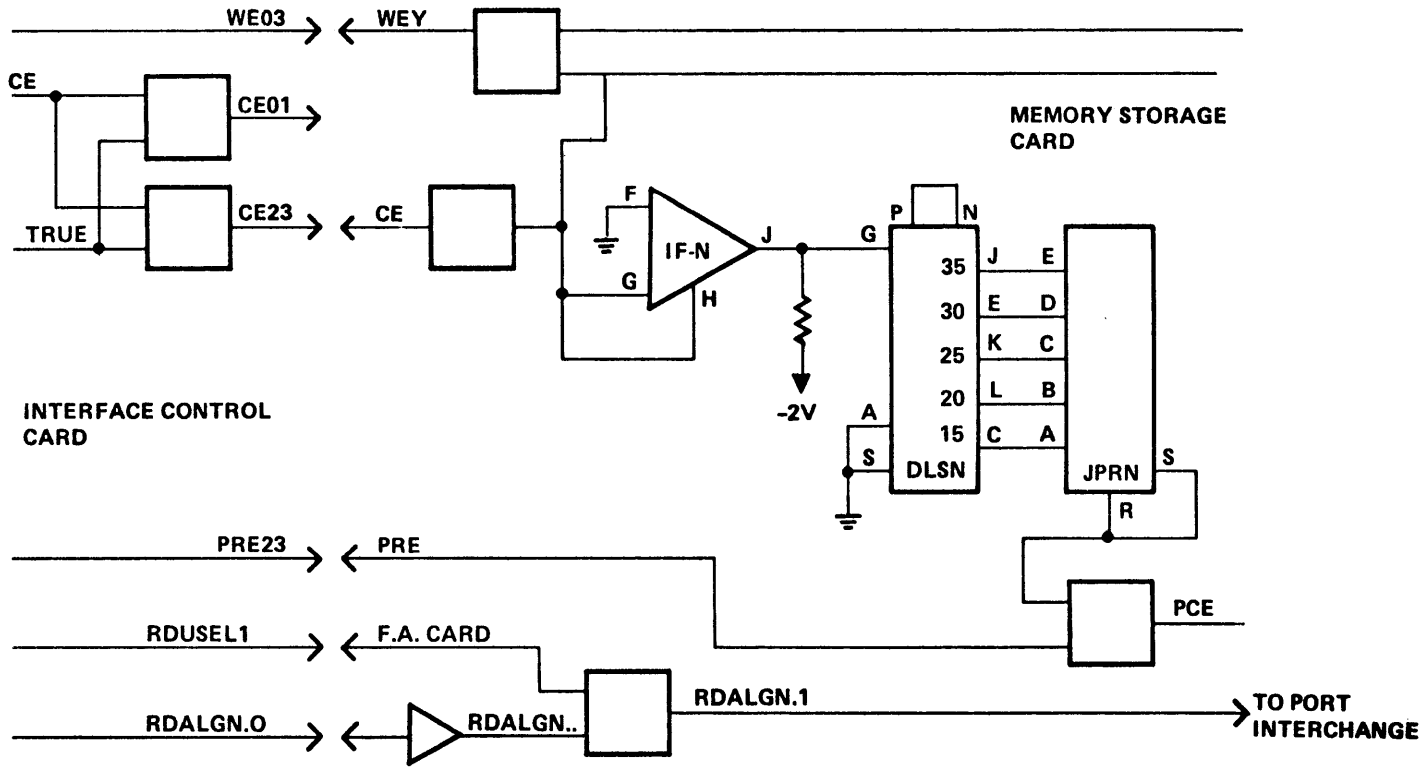 WE03
WEY
CE
CE01
MEMORY STORAGE
CARD
TRUE
CE23
CE
F
IF-N
J
G
H
-2V
G
P
N
35
J
E
30
E
D
25
K
C
20
L
B
15
C
A
A
S
DLSN
JPRN
S
R
INTERFACE CONTROL
CARD
PRE23
PRE
PCE
RDUSEL1
F.A. CARD
RDALGN.O
RDALGN..
RDALGN.1
TO PORT
INTERCHANGE